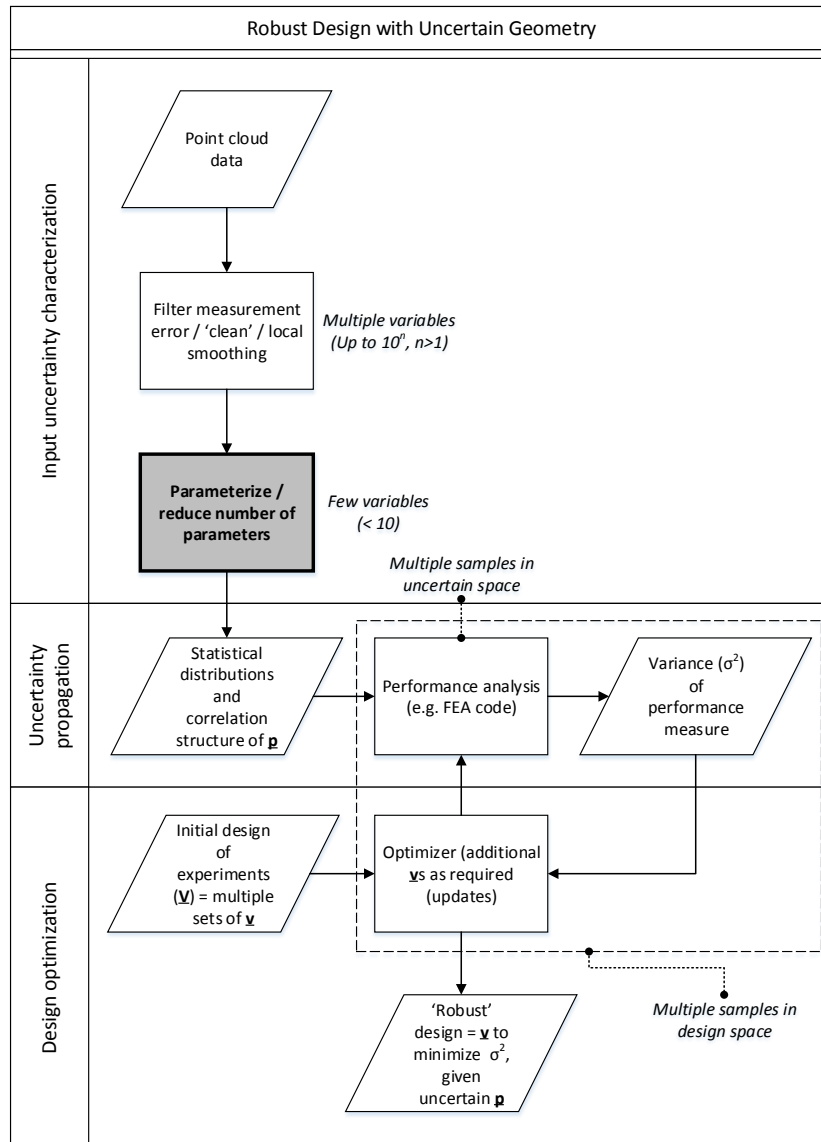 Robust Design with Uncertain Geometry
Input uncertainty characterization
Point cloud
data
Filter measurement
error / ‘clean’ / local
smoothing
Multiple variables
(Up to 10ⁿ, n>1)
Parameterize /
reduce number of
parameters
Few variables
(< 10)
Multiple samples in
uncertain space
Uncertainty
propagation
Statistical
distributions
and
correlation
structure of p
Performance analysis
(e.g. FEA code)
Variance (σ²)
of
performance
measure
Design optimization
Initial design
of
experiments
(V) = multiple
sets of v
Optimizer (additional
vs as required
(updates)
Multiple samples in
design space
‘Robust’
design = v to
minimize σ²,
given
uncertain p